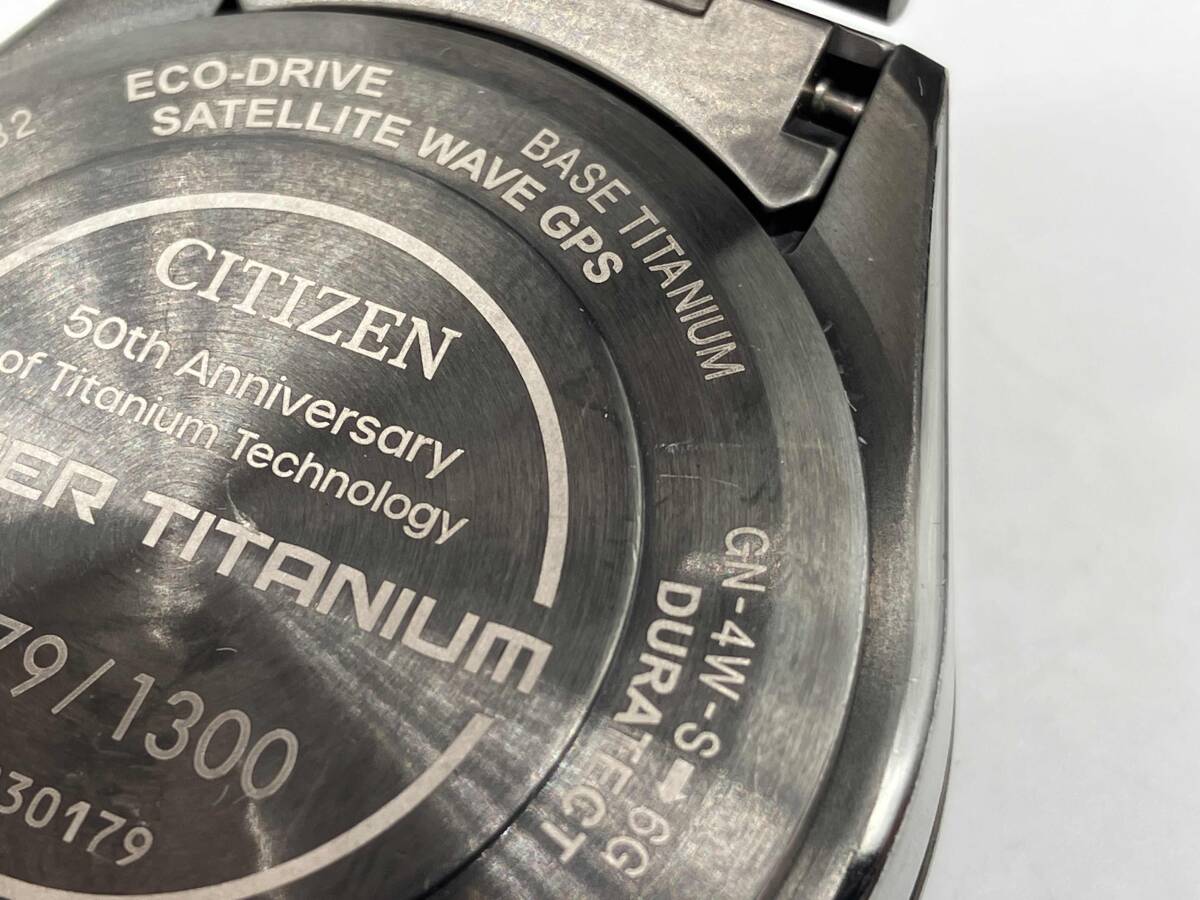 ECO-DRIVE
SATELLITE WAVE GPS
BASE TITANIUM
CITIZEN
50th Anniversary
of Titanium Technology
TITANIUM
79/1300
30179
GN-4W-S➡6G
DURATECT